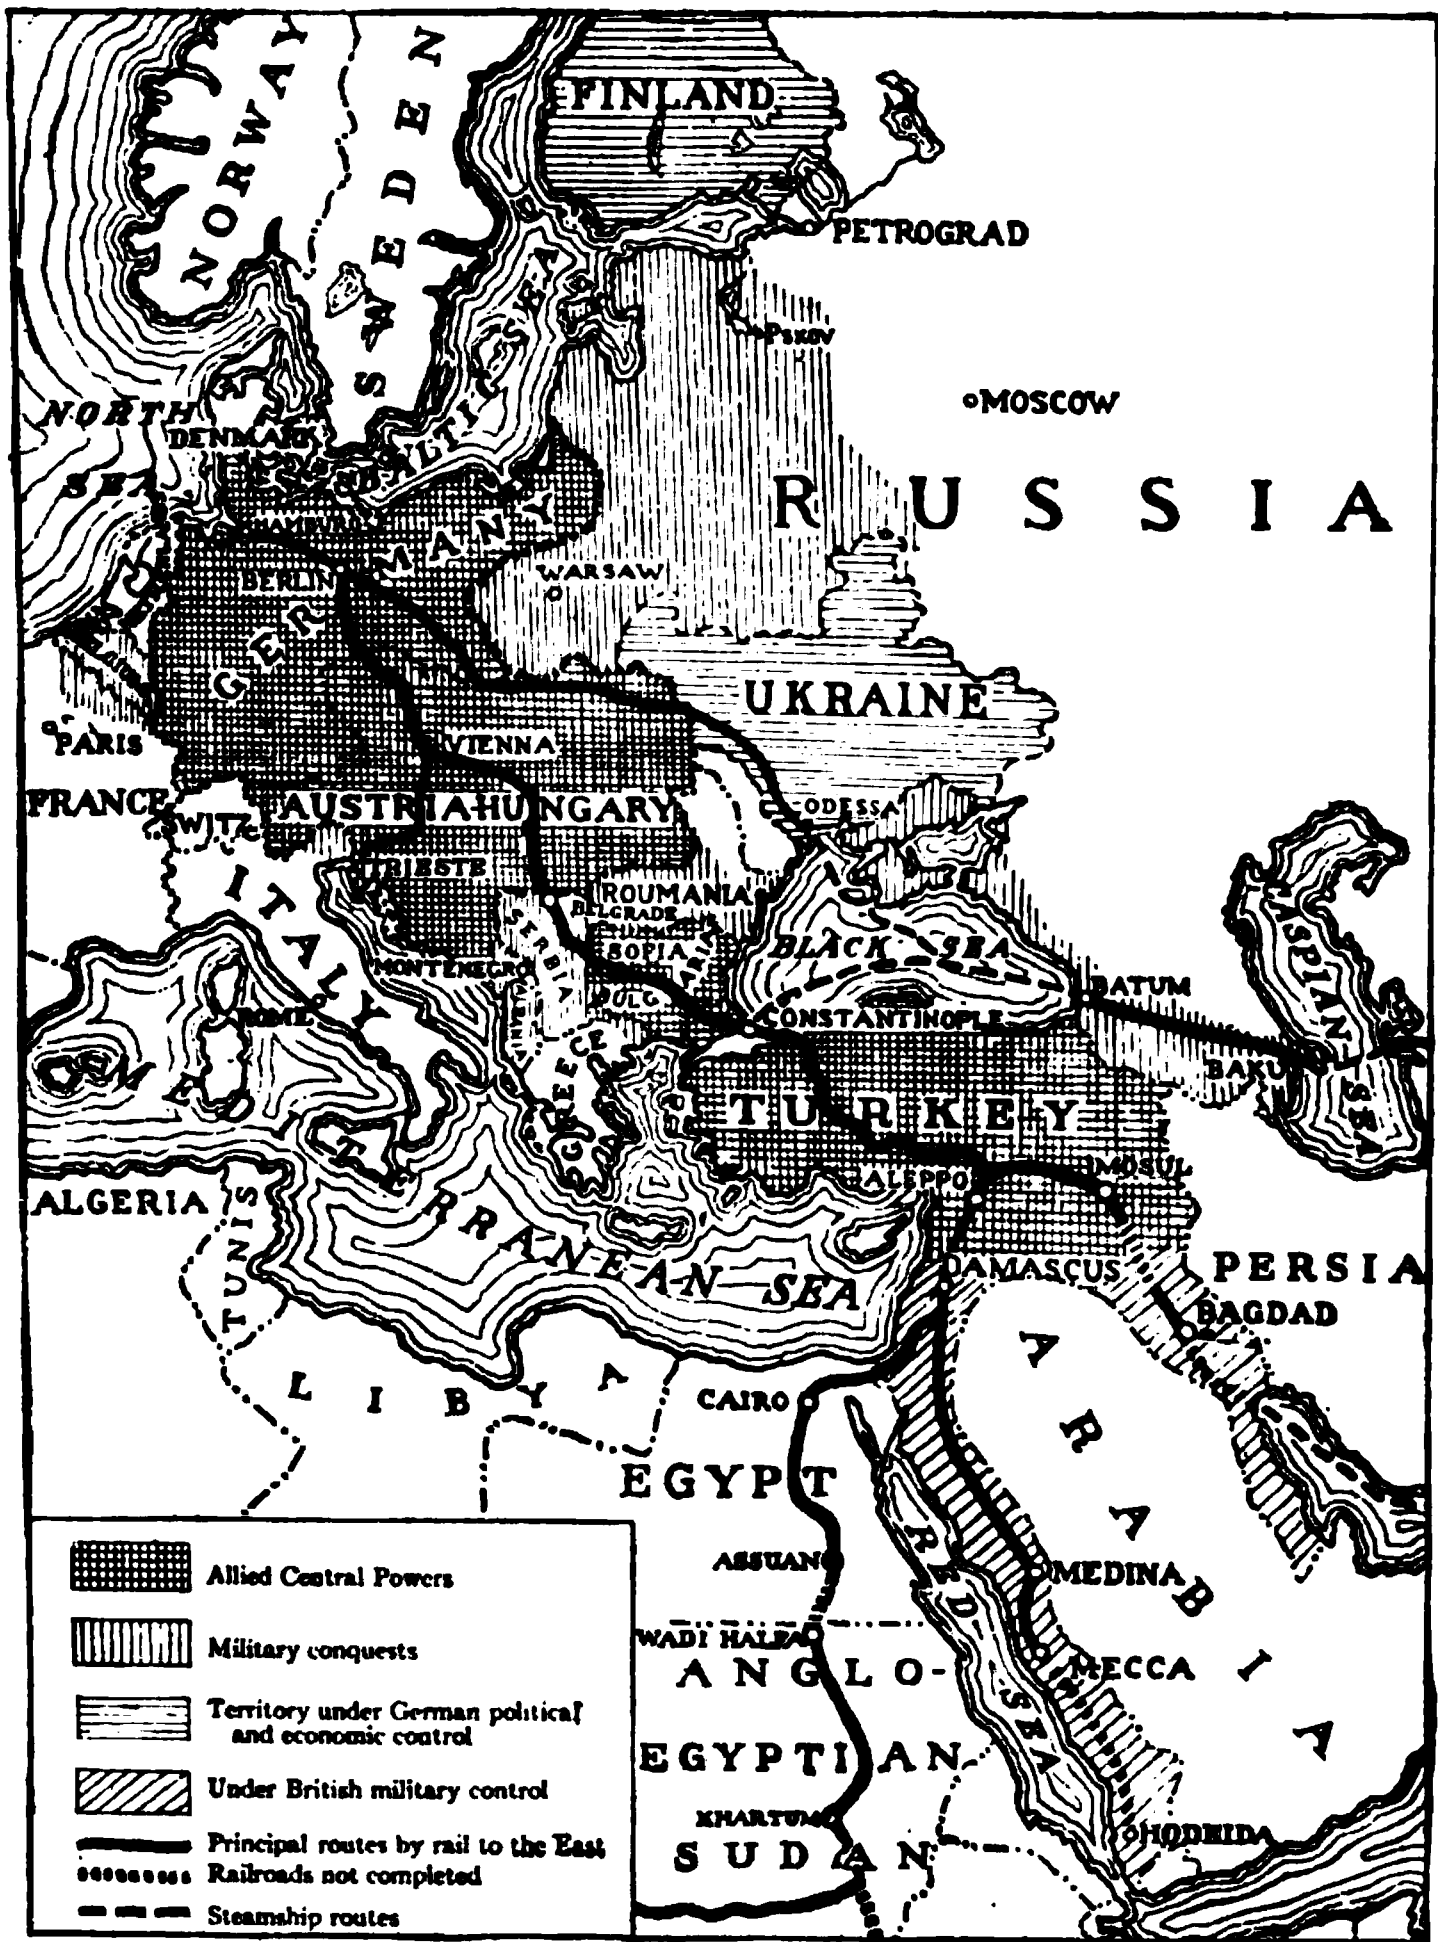 NORWAY
SWEDEN
FINLAND
PETROGRAD
PSKOV
MOSCOW
NORTH
SEA
DENMARK
BALTIC SEA
RUSSIA
HAMBURG
BERLIN
GERMANY
WARSAW
UKRAINE
PARIS
VIENNA
FRANCE
SWITZ
AUSTRIA-HUNGARY
ODESSA
TRIESTE
ITALY
ROUMANIA
BELGRADE
SERBIA
SOFIA
BULGARIA
MONTENEGRO
BLACK SEA
CASPIAN SEA
BATUM
BAKU
ROME
CONSTANTINOPLE
GREECE
TURKEY
MEDITERRANEAN SEA
ALEPPO
MOSUL
ALGERIA
TUNIS
DAMASCUS
PERSIA
BAGDAD
LIBYA
CAIRO
EGYPT
ARABIA
ASSUAN
RED SEA
MEDINA
WADI HALFA
MECCA
ANGLO-
EGYPTIAN
KHARTUM
SUDAN
HODEIDA
Allied Central Powers
Military conquests
Territory under German political
and economic control
Under British military control
Principal routes by rail to the East
Railroads not completed
Steamship routes